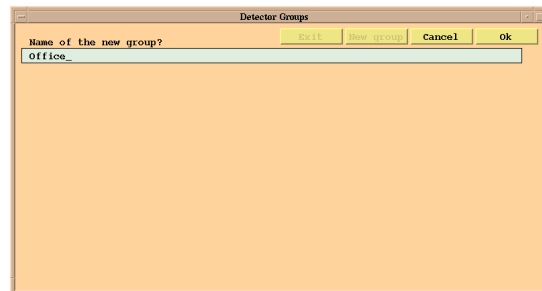 Detector Groups
Name of the new group?
Exit New group Cancel Ok
Office_